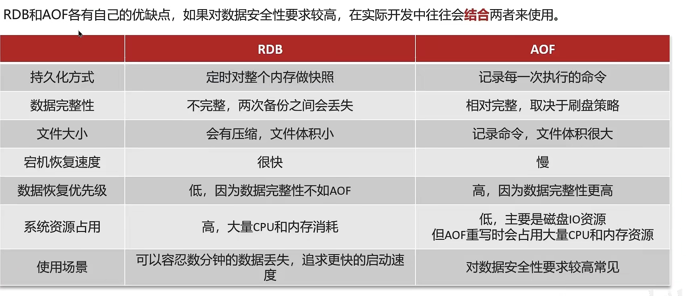 RDB和AOF各有自己的优缺点，如果对数据安全性要求较高，在实际开发中往往会结合两者来使用。
RDB AOF
持久化方式 定时对整个内存做快照 记录每一次执行的命令
数据完整性 不完整，两次备份之间会丢失 相对完整，取决于刷盘策略
文件大小 会有压缩，文件体积小 记录命令，文件体积很大
宕机恢复速度 很快 慢
数据恢复优先级 低，因为数据完整性不如AOF 高，因为数据完整性更高
系统资源占用 高，大量CPU和内存消耗 低，主要是磁盘IO资源
但AOF重写时会占用大量CPU和内存资源
使用场景 可以容忍数分钟的数据丢失，追求更快的启动速
度 对数据安全性要求较高常见